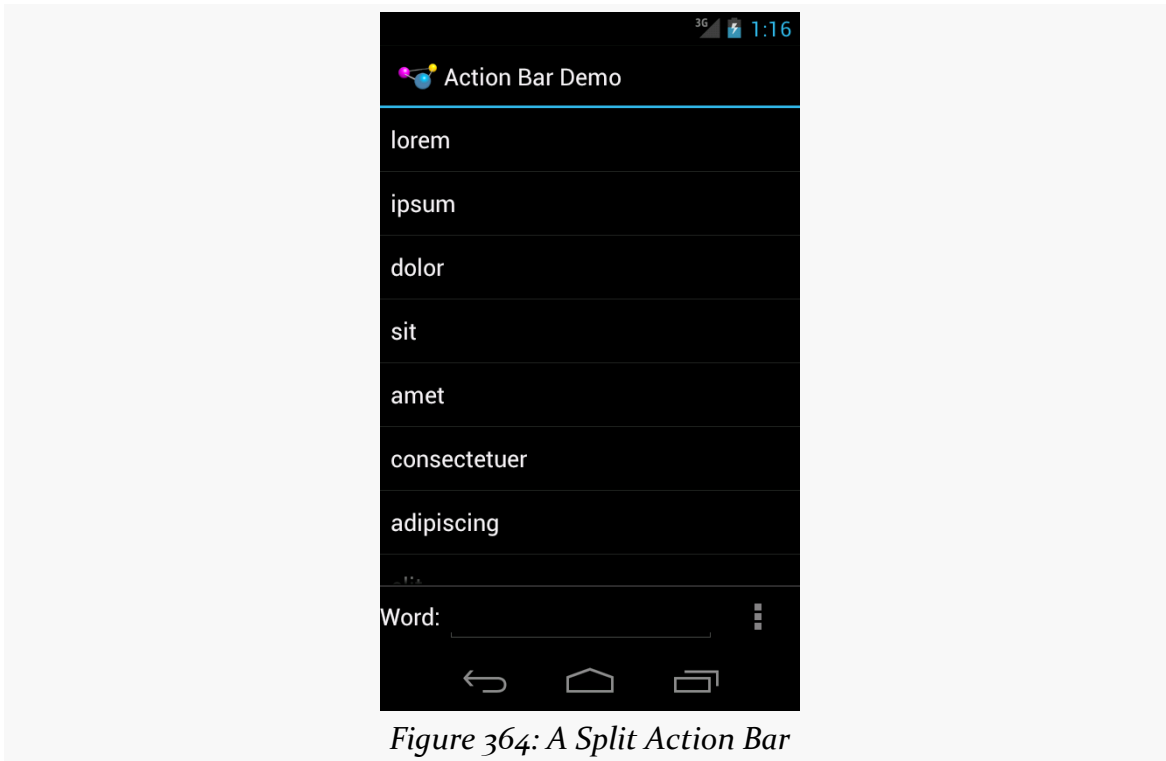 3G 1:16
Action Bar Demo
lorem
ipsum
dolor
sit
amet
consectetuer
adipiscing
Word:
Figure 364: A Split Action Bar